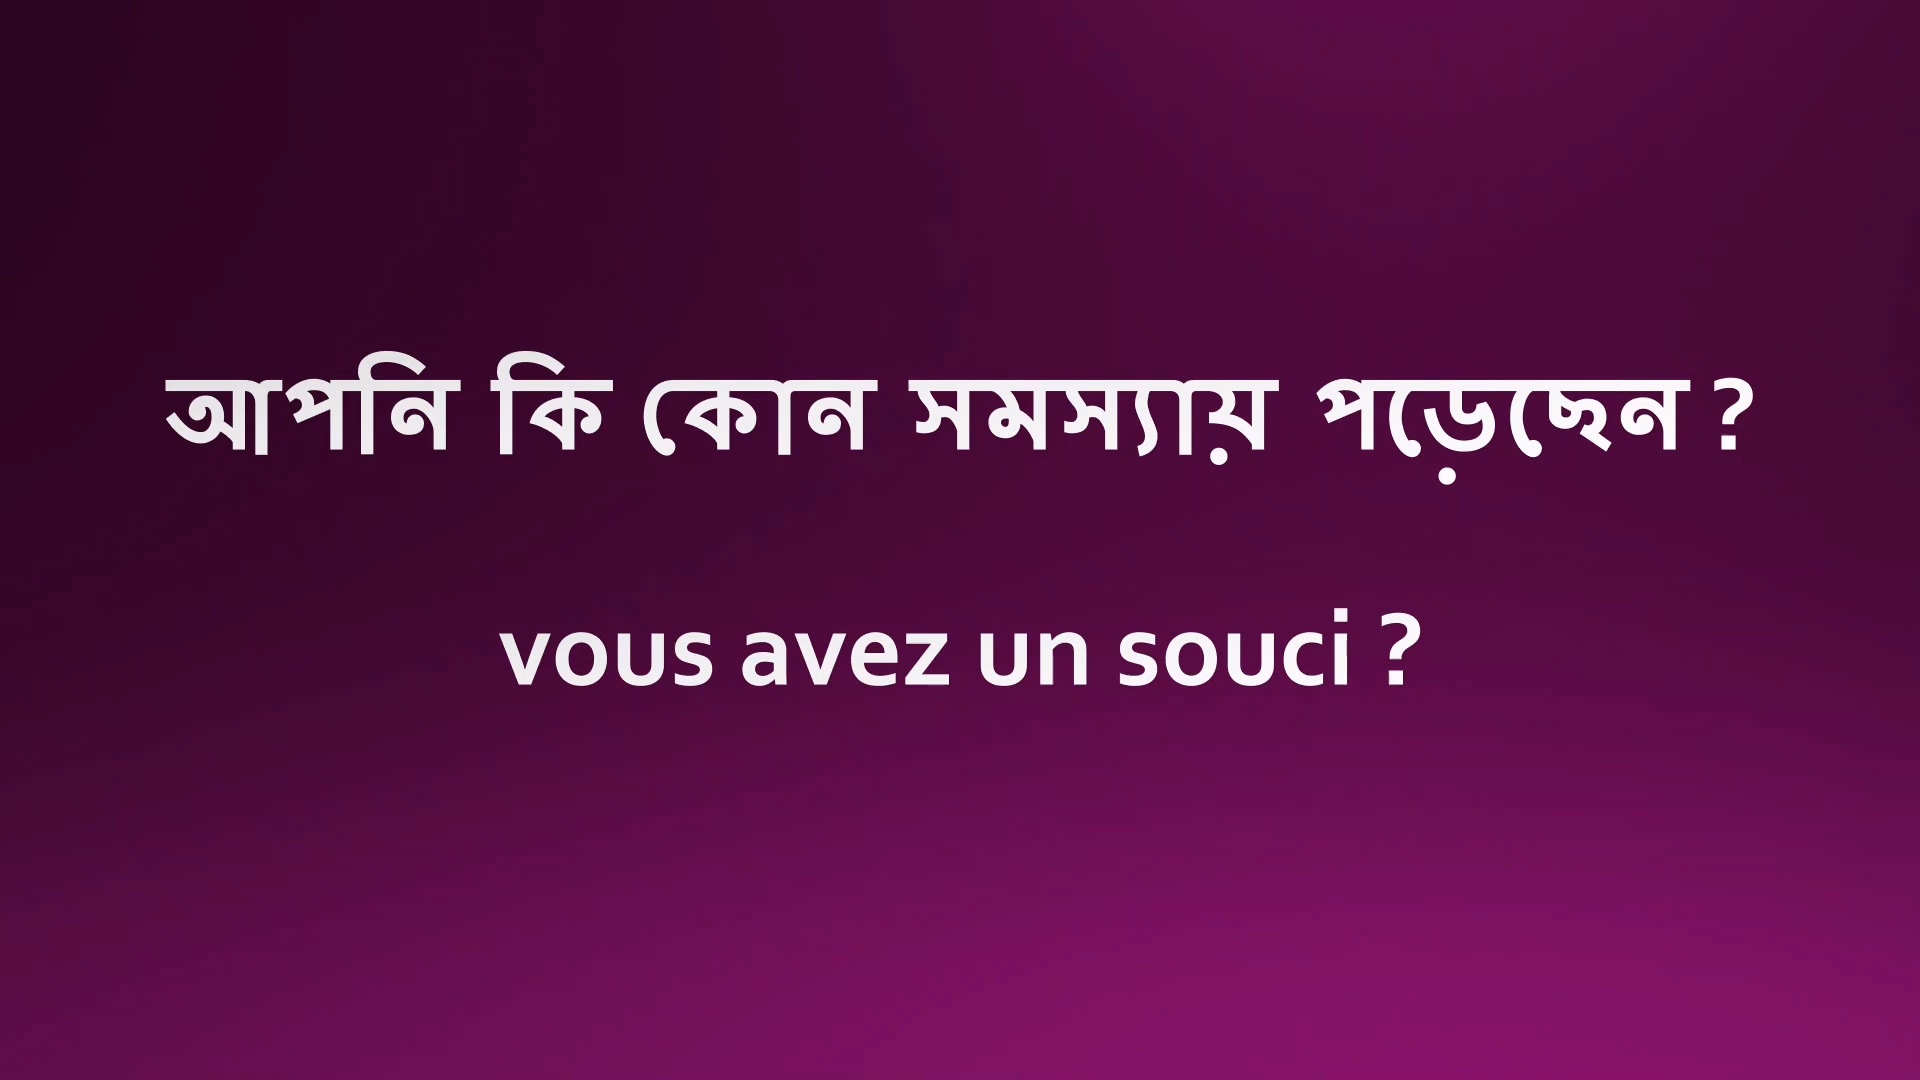 আপনি কি কোন সমস্যায় পড়েছেন ?
vous avez un souci ?